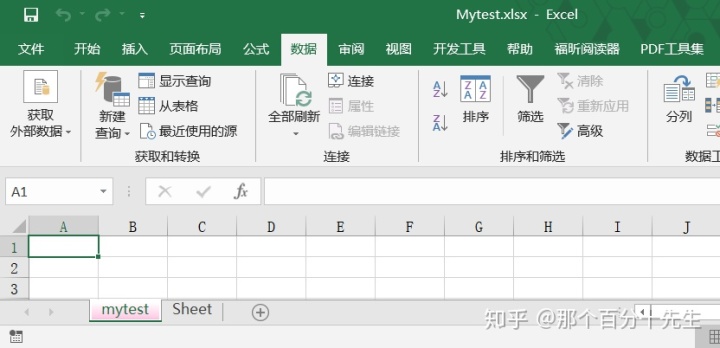 Mytest.xlsx - Excel
文件 开始 插入 页面布局 公式 数据 审阅 视图 开发工具 帮助 福昕阅读器 PDF工具集
获取
外部数据
新建
查询
显示查询
从表格
最近使用的源
获取和转换
全部刷新
连接
属性
编辑链接
连接
排序
筛选
清除
重新应用
高级
排序和筛选
分列
数据工
A1
fx
A B C D E F G H I J
1
2
3
mytest Sheet
知乎 @那个百分十先生